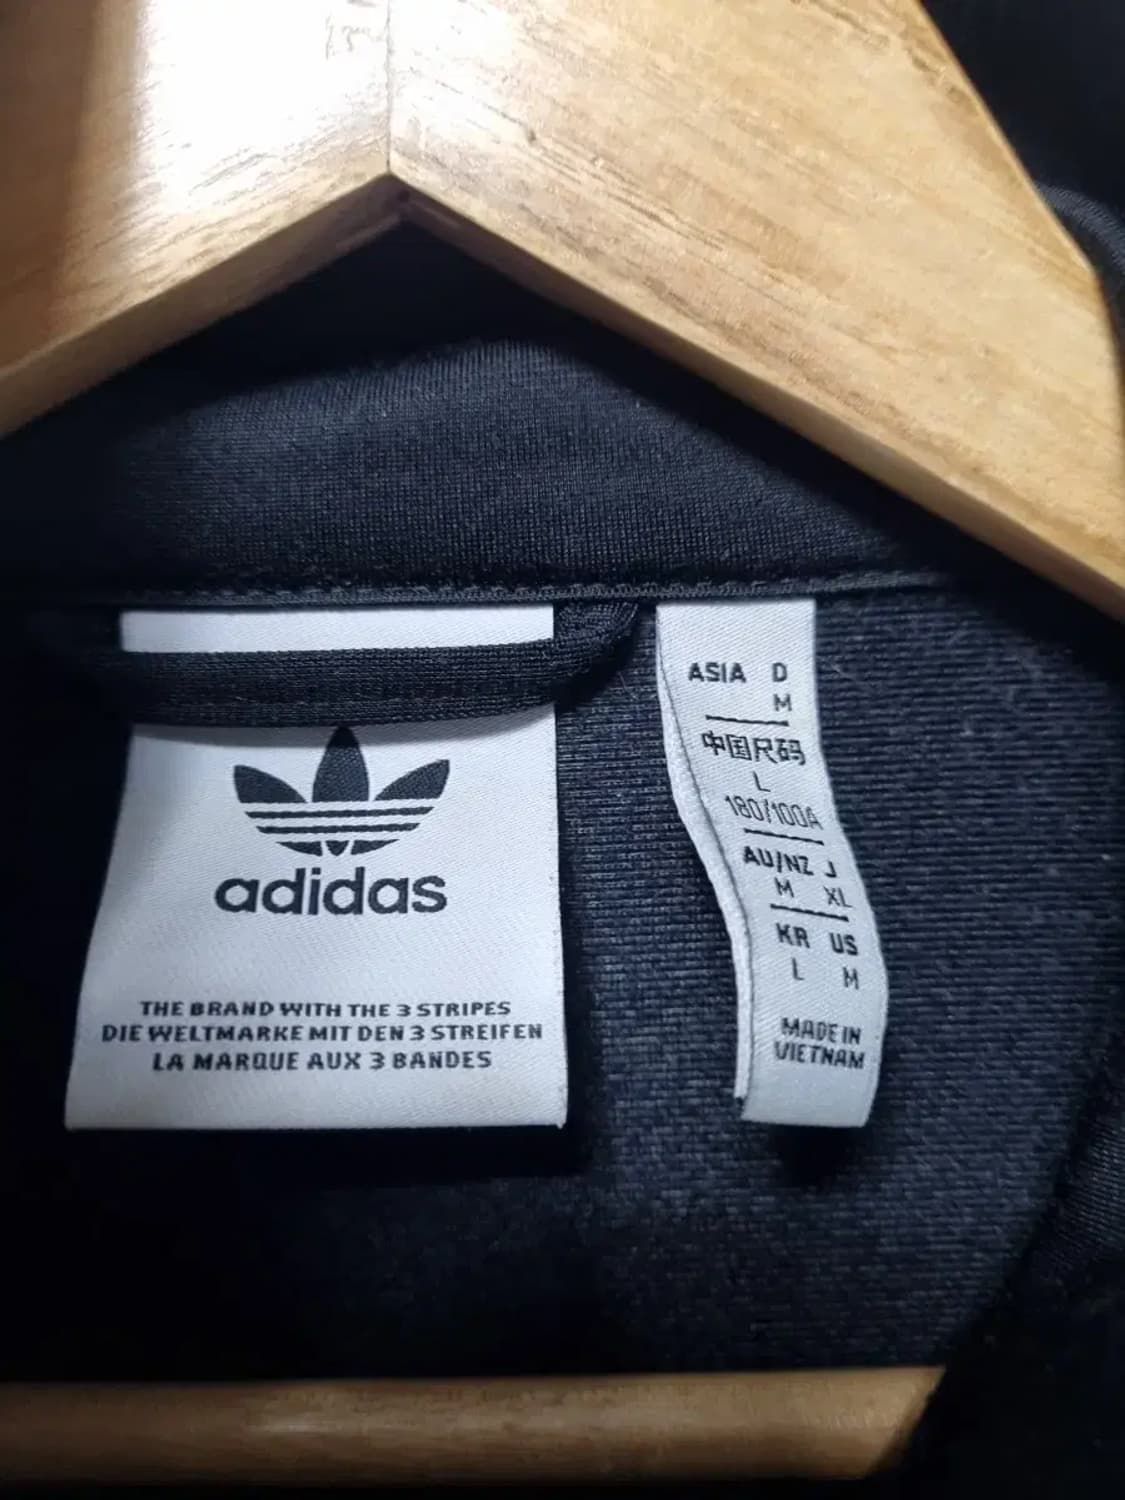 adidas
THE BRAND WITH THE 3 STRIPES
DIE WELTMARKE MIT DEN 3 STREIFEN
LA MARQUE AUX 3 BANDES
ASIA D
M
中国尺码
L
180/100A
AU/NZ J
M XL
KR US
L M
MADE IN
VIETNAM